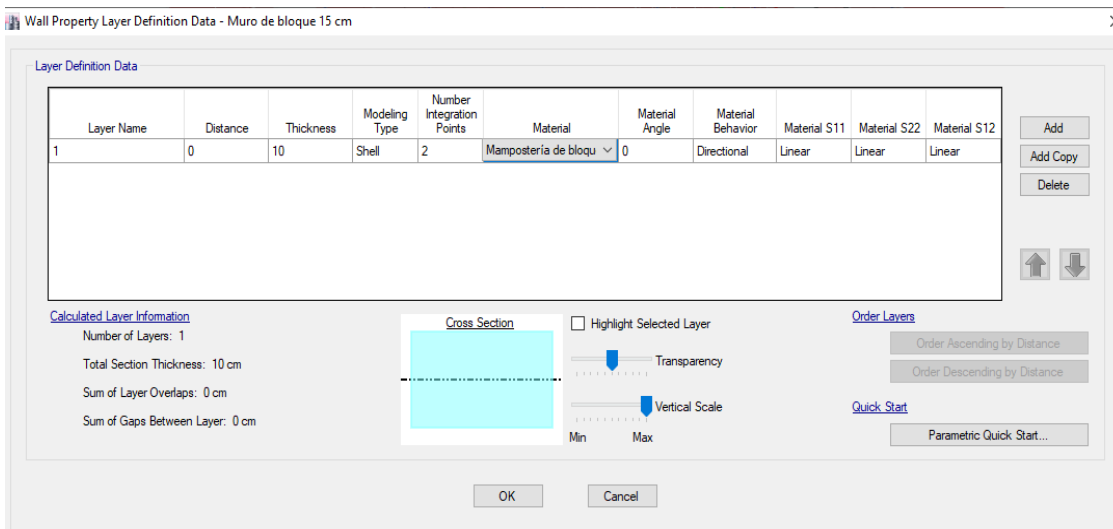 Wall Property Layer Definition Data - Muro de bloque 15 cm
Layer Definition Data
Layer Name Distance Thickness Modeling Type Number Integration Points Material Material Angle Material Behavior Material S11 Material S22 Material S12
1 0 10 Shell 2 Mampostería de bloqu 0 Directional Linear Linear Linear
Add
Add Copy
Delete
Calculated Layer Information
Number of Layers: 1
Total Section Thickness: 10 cm
Sum of Layer Overlaps: 0 cm
Sum of Gaps Between Layer: 0 cm
Cross Section
Highlight Selected Layer
Transparency
Vertical Scale
Min Max
Order Layers
Order Ascending by Distance
Order Descending by Distance
Quick Start
Parametric Quick Start...
OK Cancel